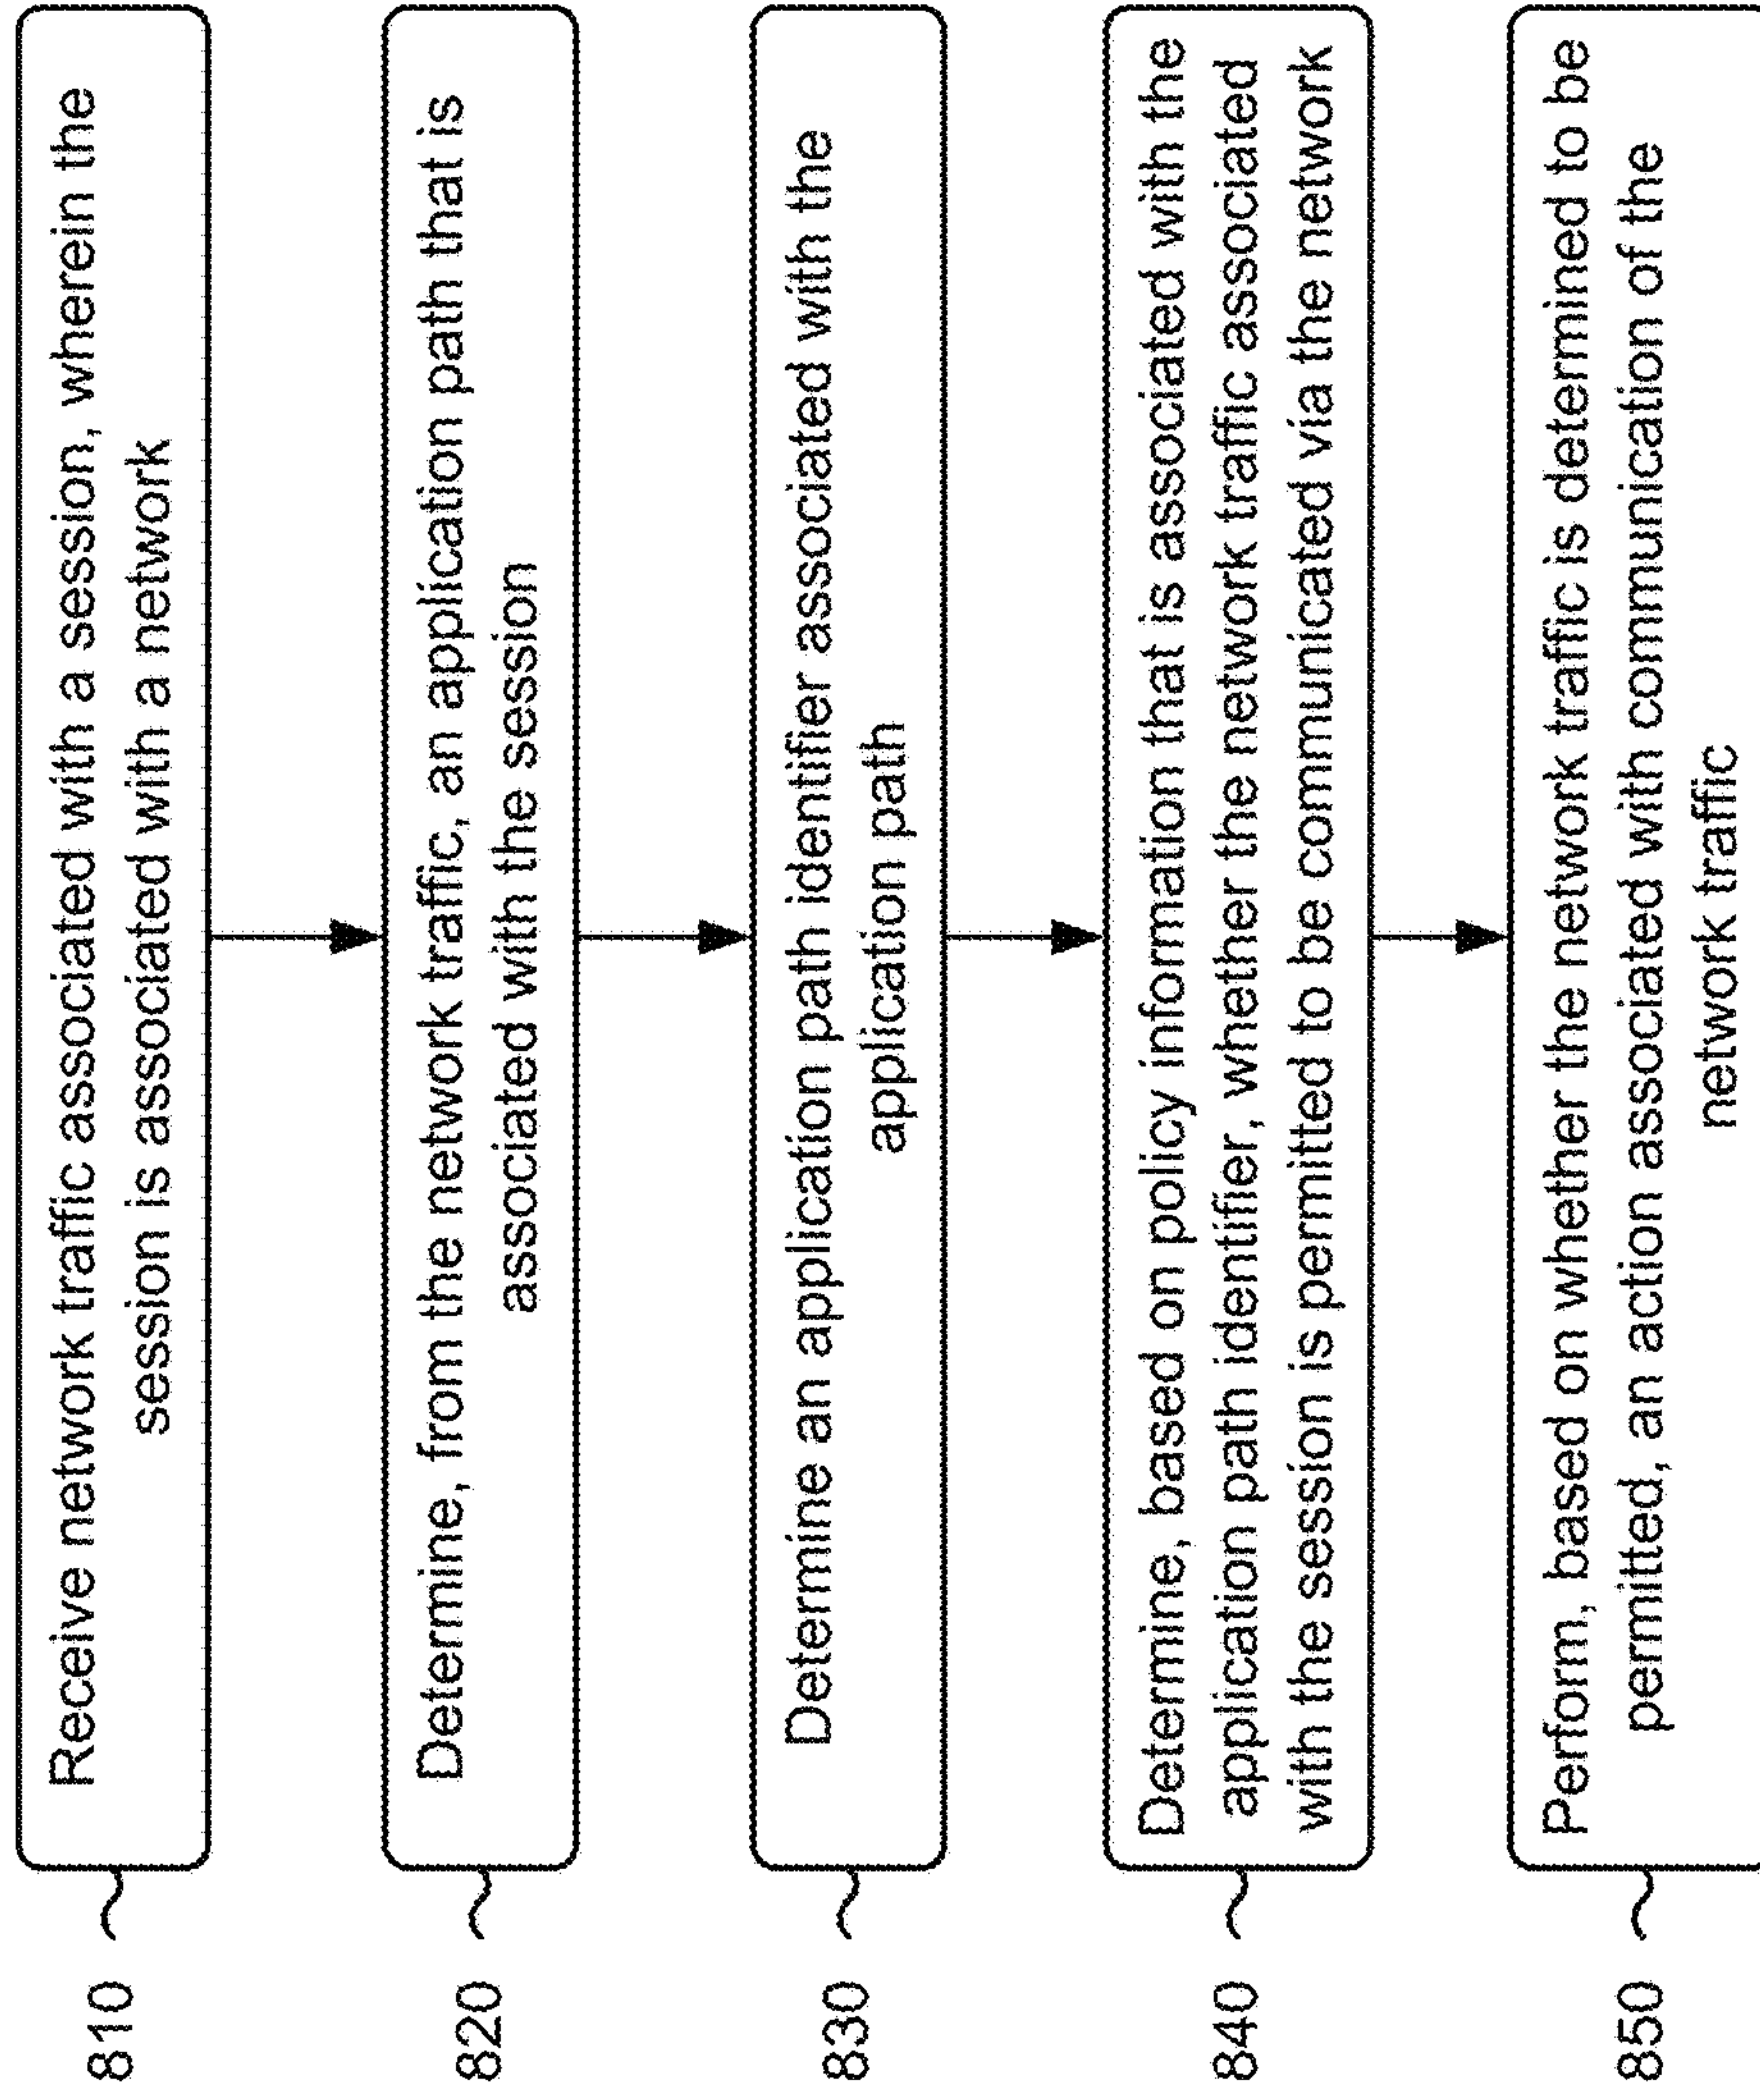 810
Receive network traffic associated with a session, wherein the
session is associated with a network
820
Determine, from the network traffic, an application path that is
associated with the session
830
Determine an application path identifier associated with the
application path
840
Determine, based on policy information that is associated with the
application path identifier, whether the network traffic associated
with the session is permitted to be communicated via the network
850
Perform, based on whether the network traffic is determined to be
permitted, an action associated with communication of the
network traffic